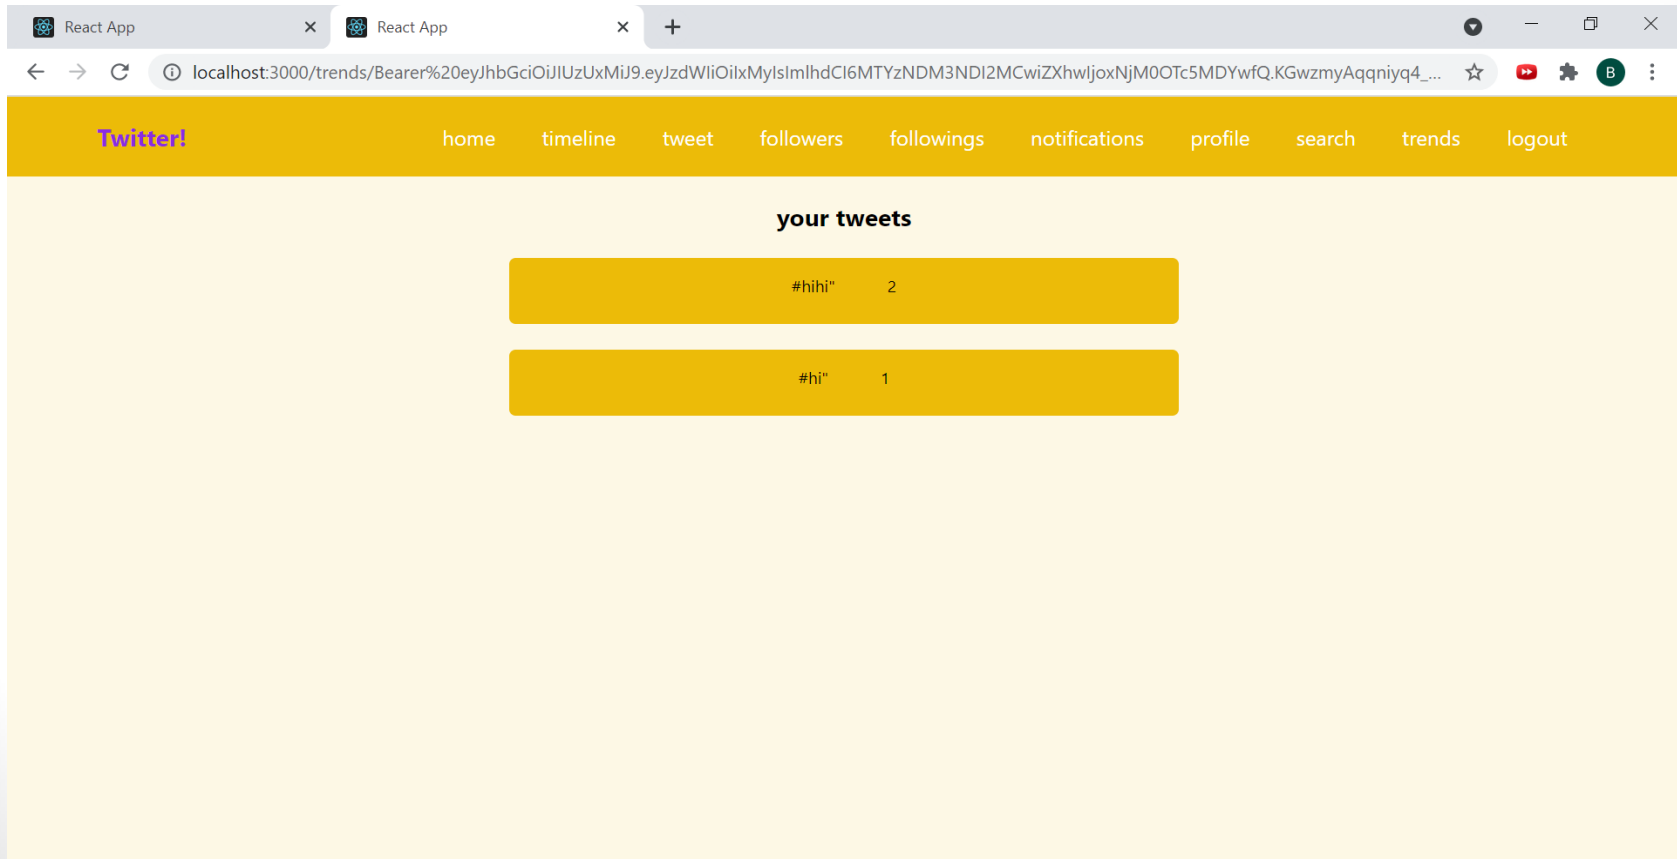 React App React App
localhost:3000/trends/Bearer%20eyJhbGciOiJIUzUxMiJ9.eyJzdWIiOiIxMyIsImlhdCI6MTYzNDM3NDI2MCwiZXhwIjoxNjM0OTc5MDYwfQ.KGwzmyAqqniyq4_... B
Twitter! home timeline tweet followers followings notifications profile search trends logout
your tweets
#hihi" 2
#hi" 1